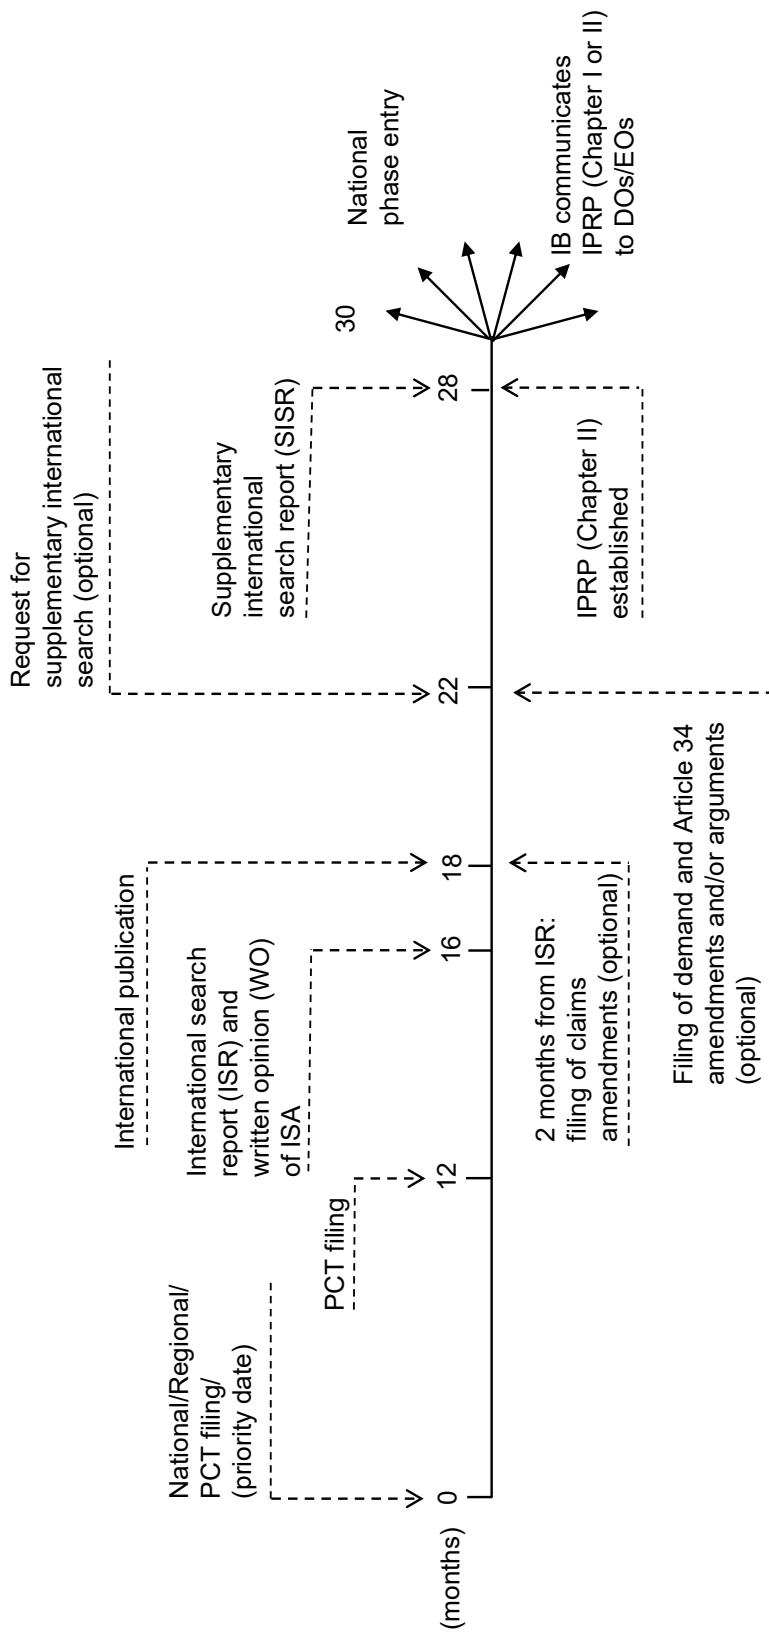 (months)
0
12
16
18
22
28
30
National/Regional/
PCT filing/
(priority date)
PCT filing
International search
report (ISR) and
written opinion (WO)
of ISA
International publication
2 months from ISR:
filing of claims
amendments (optional)
Request for
supplementary international
search (optional)
Filing of demand and Article 34
amendments and/or arguments
(optional)
Supplementary
international
search report (SISR)
IPRP (Chapter II)
established
National
phase entry
IB communicates
IPRP (Chapter I or II)
to DOs/EOs